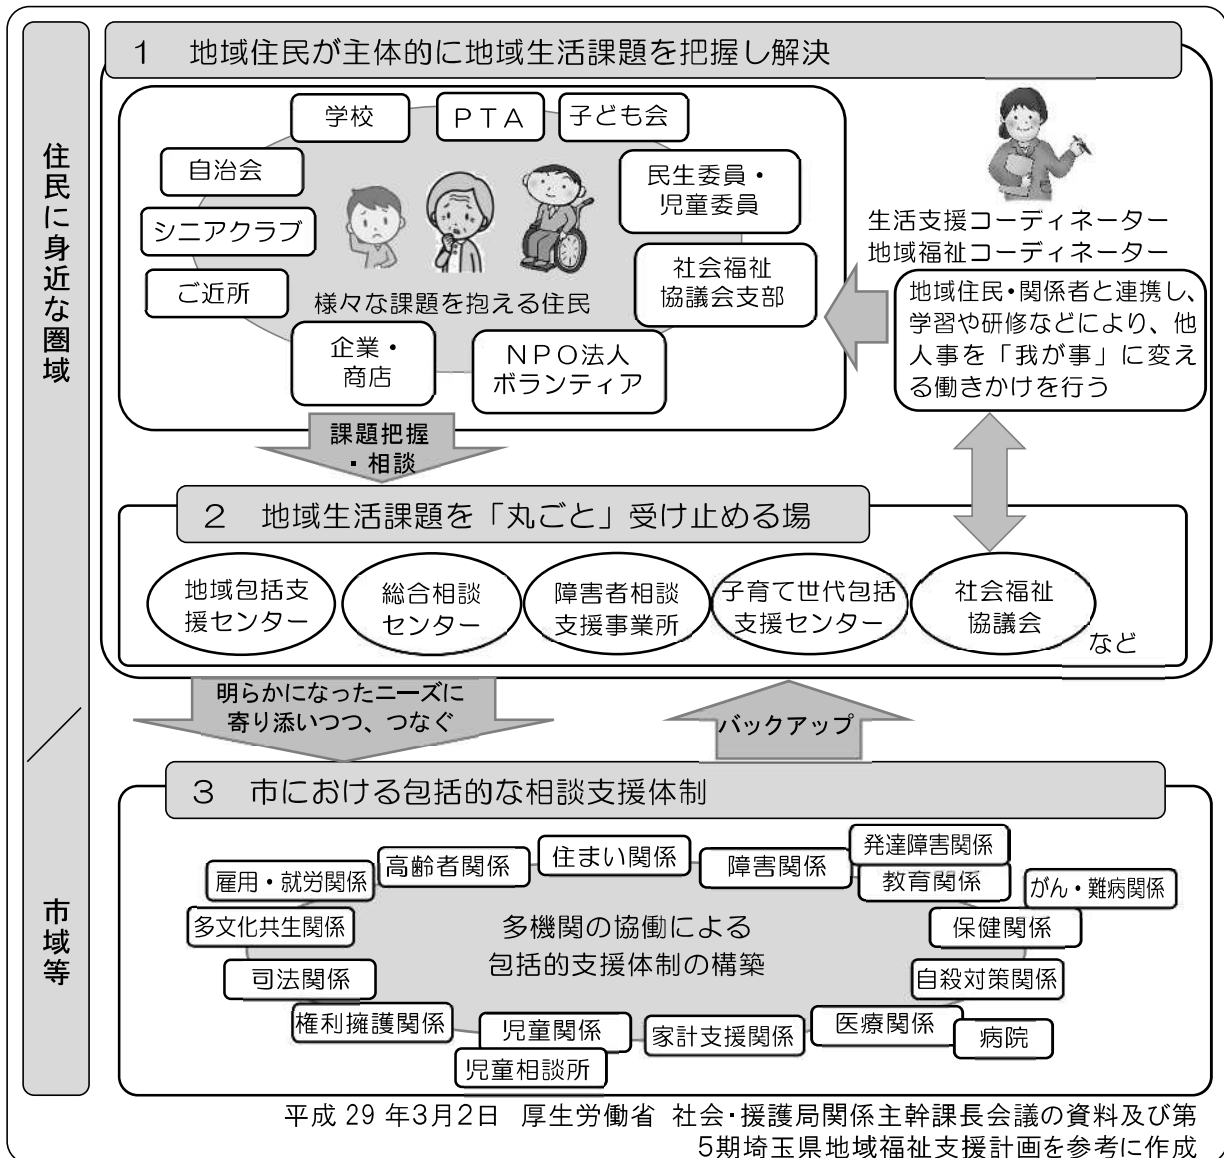 住民に身近な圏域
市域等
1 地域住民が主体的に地域生活課題を把握し解決
学校
PTA
子ども会
自治会
シニアクラブ
ご近所
民生委員・
児童委員
社会福祉
協議会支部
様々な課題を抱える住民
企業・
商店
NPO法人
ボランティア
生活支援コーディネーター
地域福祉コーディネーター
地域住民・関係者と連携し、
学習や研修などにより、他
人事を「我が事」に変え
る働きかけを行う
課題把握
・相談
2 地域生活課題を「丸ごと」受け止める場
地域包括支
援センター
総合相談
センター
障害者相談
支援事業所
子育て世代包括
支援センター
社会福祉
協議会
など
明らかになったニーズに
寄り添いつつ、つなぐ
バックアップ
3 市における包括的な相談支援体制
雇用・就労関係
高齢者関係
住まい関係
障害関係
発達障害関係
教育関係
がん・難病関係
多文化共生関係
保健関係
多機関の協働による
包括的支援体制の構築
司法関係
自殺対策関係
権利擁護関係
児童関係
児童相談所
家計支援関係
医療関係
病院
平成 29 年3月2日 厚生労働省 社会・援護局関係主幹課長会議の資料及び第
5期埼玉県地域福祉支援計画を参考に作成